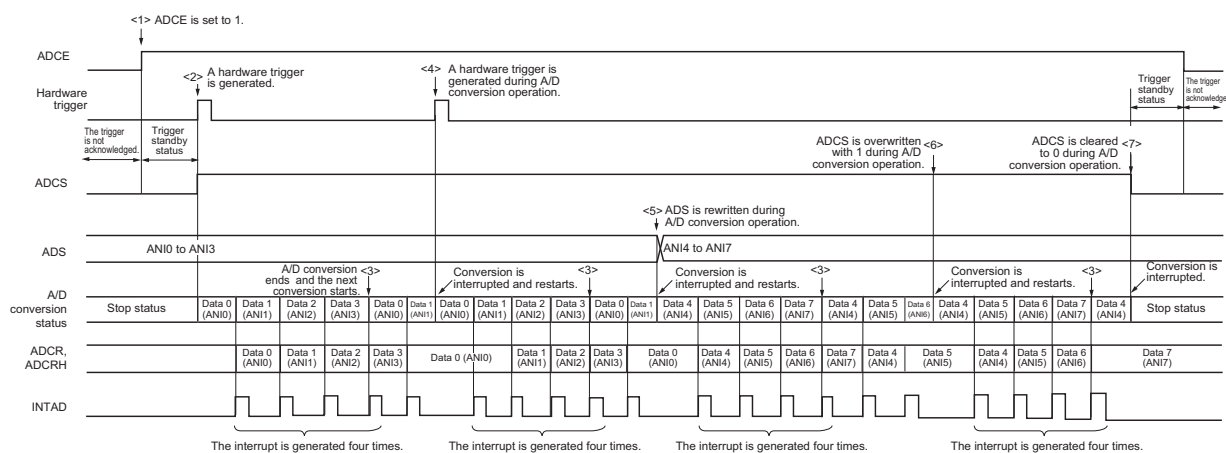 <1> ADCE is set to 1.
ADCE
<2> A hardware trigger
is generated.
<4> A hardware trigger is
generated during A/D
conversion operation.
Hardware
trigger
The trigger
is not
acknowledged.
Trigger
standby
status
Trigger
standby
status
The trigger
is not
acknowledged
ADCS is overwritten <6>
with 1 during A/D
conversion operation.
ADCS is cleared <7>
to 0 during A/D
conversion operation.
ADCS
<5> ADS is rewritten during
A/D conversion operation.
ADS
ANI0 to ANI3
ANI4 to ANI7
A/D conversion <3>
ends and the next
conversion starts.
Conversion is
interrupted and restarts.
<3>
Conversion is
interrupted and restarts.
<3>
Conversion is
interrupted and restarts.
<3>
Conversion is
interrupted.
A/D
conversion
status
Stop status
Data 0 (ANI0)
Data 1 (ANI1)
Data 2 (ANI2)
Data 3 (ANI3)
Data 0 (ANI0)
Data 1 (ANI1)
Data 0 (ANI0)
Data 1 (ANI1)
Data 2 (ANI2)
Data 3 (ANI3)
Data 0 (ANI0)
Data 1 (ANI1)
Data 4 (ANI4)
Data 5 (ANI5)
Data 6 (ANI6)
Data 7 (ANI7)
Data 4 (ANI4)
Data 5 (ANI5)
Data 6 (ANI6)
Data 4 (ANI4)
Data 5 (ANI5)
Data 6 (ANI6)
Data 7 (ANI7)
Data 4 (ANI4)
Stop status
ADCR,
ADCRH
Data 0 (ANI0)
Data 1 (ANI1)
Data 2 (ANI2)
Data 3 (ANI3)
Data 0 (ANI0)
Data 1 (ANI1)
Data 2 (ANI2)
Data 3 (ANI3)
Data 0 (ANI0)
Data 4 (ANI4)
Data 5 (ANI5)
Data 6 (ANI6)
Data 7 (ANI7)
Data 4 (ANI4)
Data 5 (ANI5)
Data 4 (ANI4)
Data 5 (ANI5)
Data 6 (ANI6)
Data 7 (ANI7)
INTAD
The interrupt is generated four times.
The interrupt is generated four times.
The interrupt is generated four times.
The interrupt is generated four times.